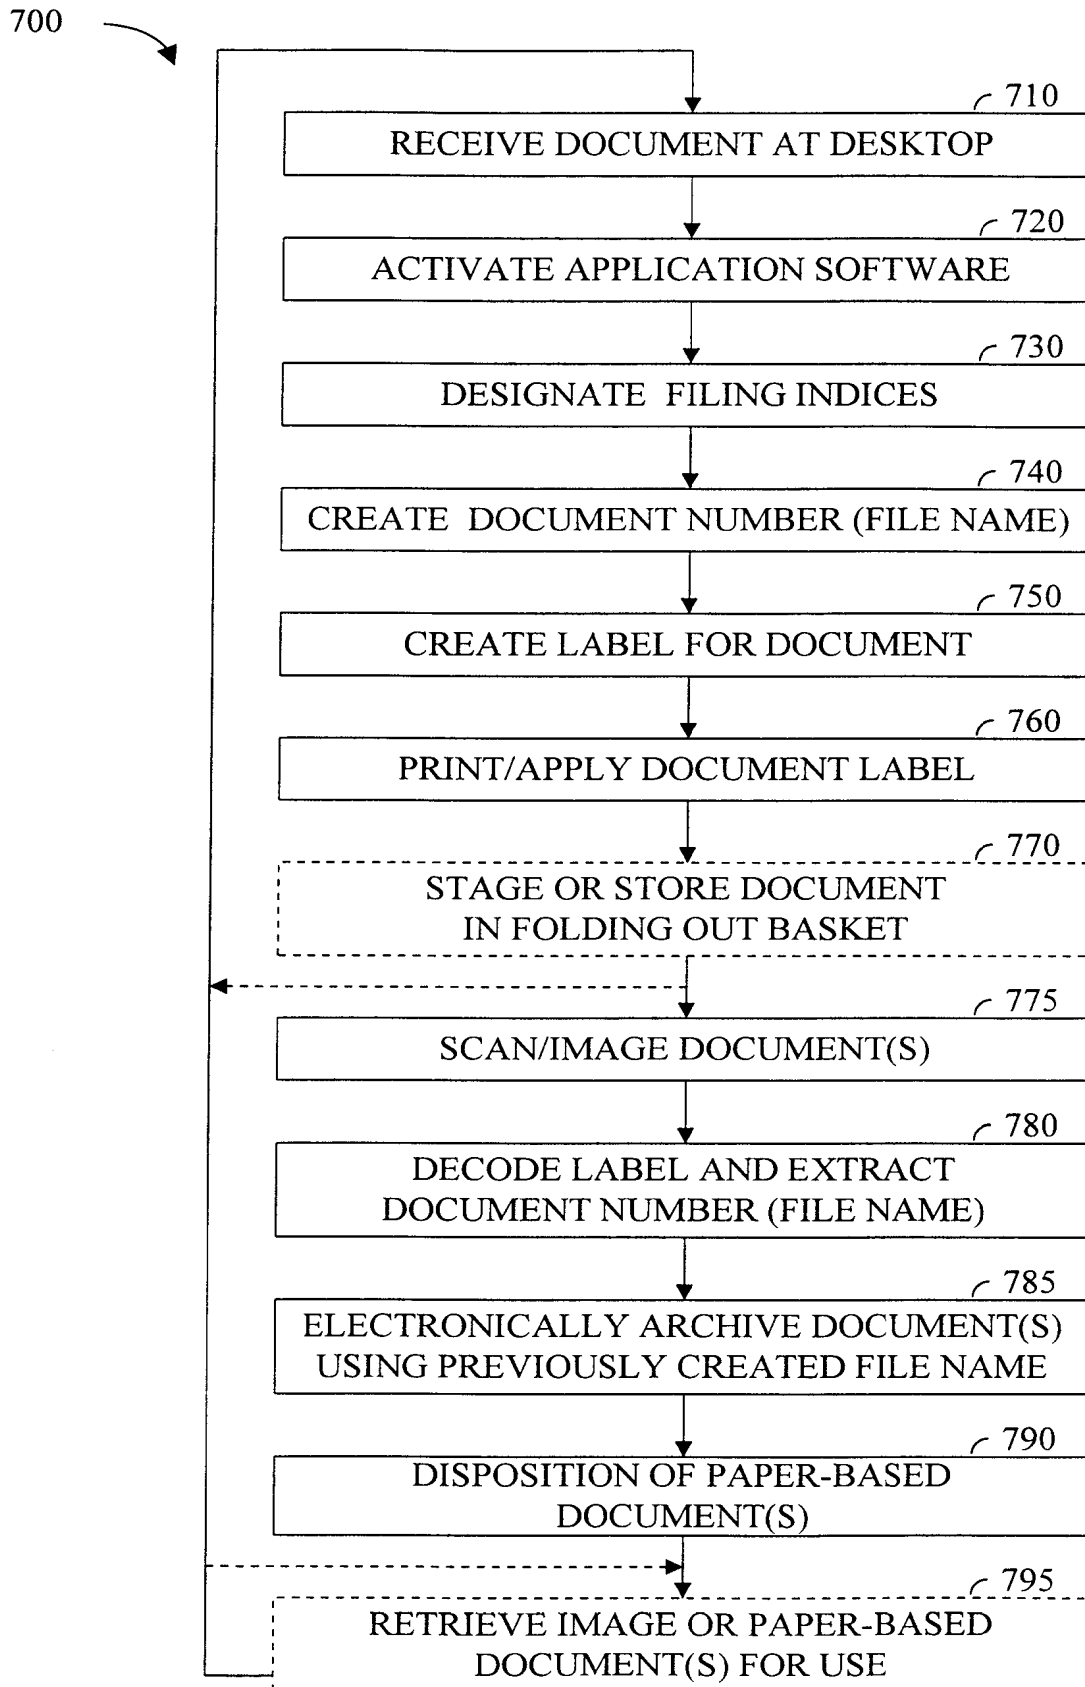 700
710
RECEIVE DOCUMENT AT DESKTOP
720
ACTIVATE APPLICATION SOFTWARE
730
DESIGNATE FILING INDICES
740
CREATE DOCUMENT NUMBER (FILE NAME)
750
CREATE LABEL FOR DOCUMENT
760
PRINT/APPLY DOCUMENT LABEL
770
STAGE OR STORE DOCUMENT
IN FOLDING OUT BASKET
775
SCAN/IMAGE DOCUMENT(S)
780
DECODE LABEL AND EXTRACT
DOCUMENT NUMBER (FILE NAME)
785
ELECTRONICALLY ARCHIVE DOCUMENT(S)
USING PREVIOUSLY CREATED FILE NAME
790
DISPOSITION OF PAPER-BASED
DOCUMENT(S)
795
RETRIEVE IMAGE OR PAPER-BASED
DOCUMENT(S) FOR USE